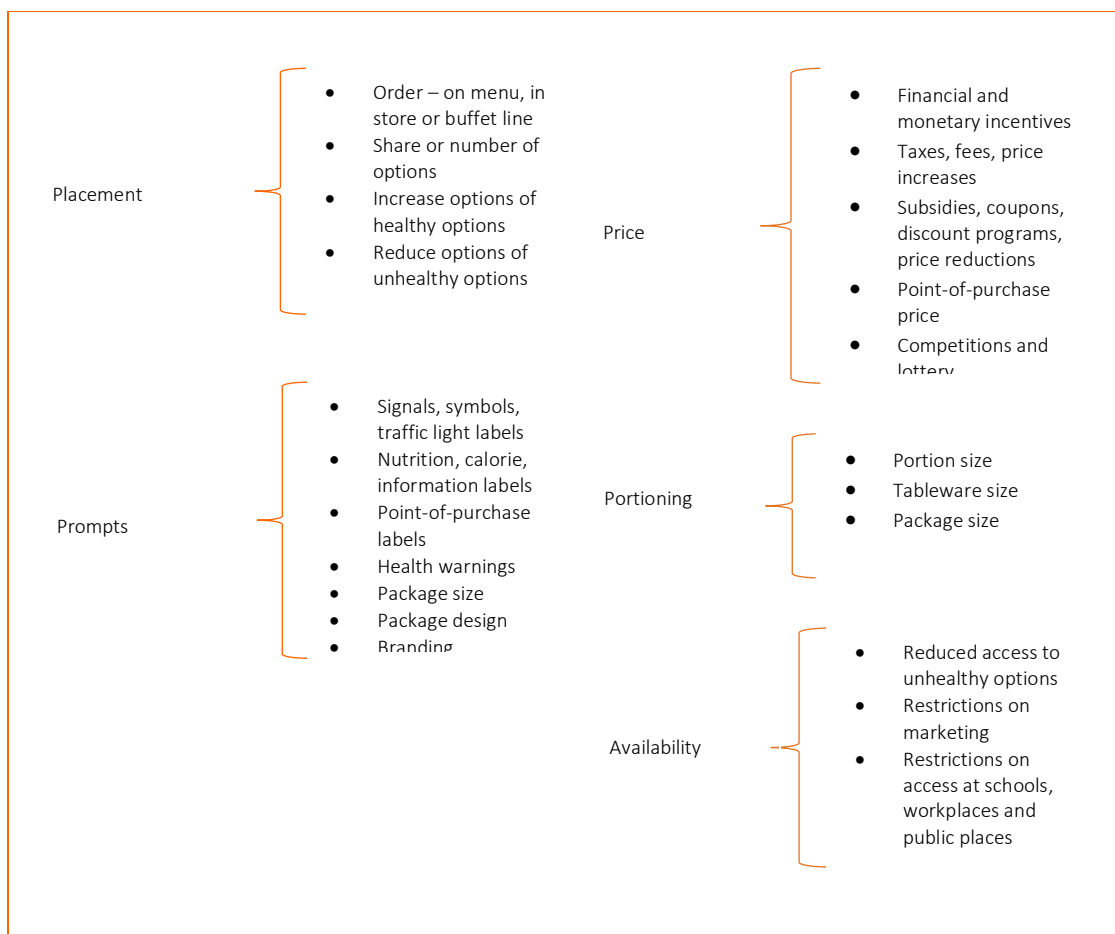 Placement
● Order – on menu, in
store or buffet line
● Share or number of
options
● Increase options of
healthy options
● Reduce options of
unhealthy options
Prompts
● Signals, symbols,
traffic light labels
● Nutrition, calorie,
information labels
● Point-of-purchase
labels
● Health warnings
● Package size
● Package design
● Branding
Price
● Financial and
monetary incentives
● Taxes, fees, price
increases
● Subsidies, coupons,
discount programs,
price reductions
● Point-of-purchase
price
● Competitions and
lottery
Portioning
● Portion size
● Tableware size
● Package size
Availability
● Reduced access to
unhealthy options
● Restrictions on
marketing
● Restrictions on
access at schools,
workplaces and
public places